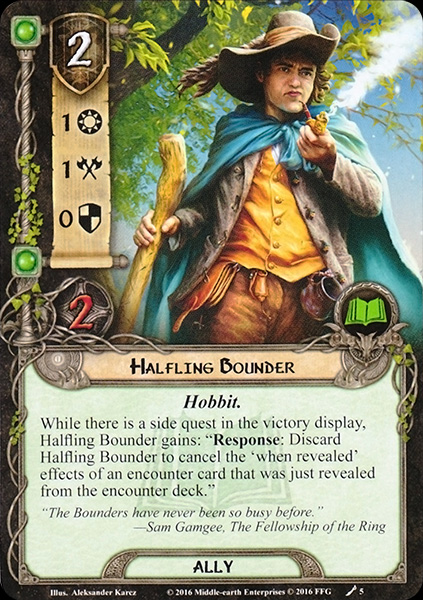 2
1
1
0
2
Halfling Bounder
Hobbit.
While there is a side quest in the victory display,
Halfling Bounder gains: “Response: Discard
Halfling Bounder to cancel the ‘when revealed’
effects of an encounter card that was just revealed
from the encounter deck.”
“The Bounders have never been so busy before.”
—Sam Gamgee, The Fellowship of the Ring
ALLY
Illus. Aleksander Karcz © 2016 Middle-earth Enterprises © 2016 FFG 5